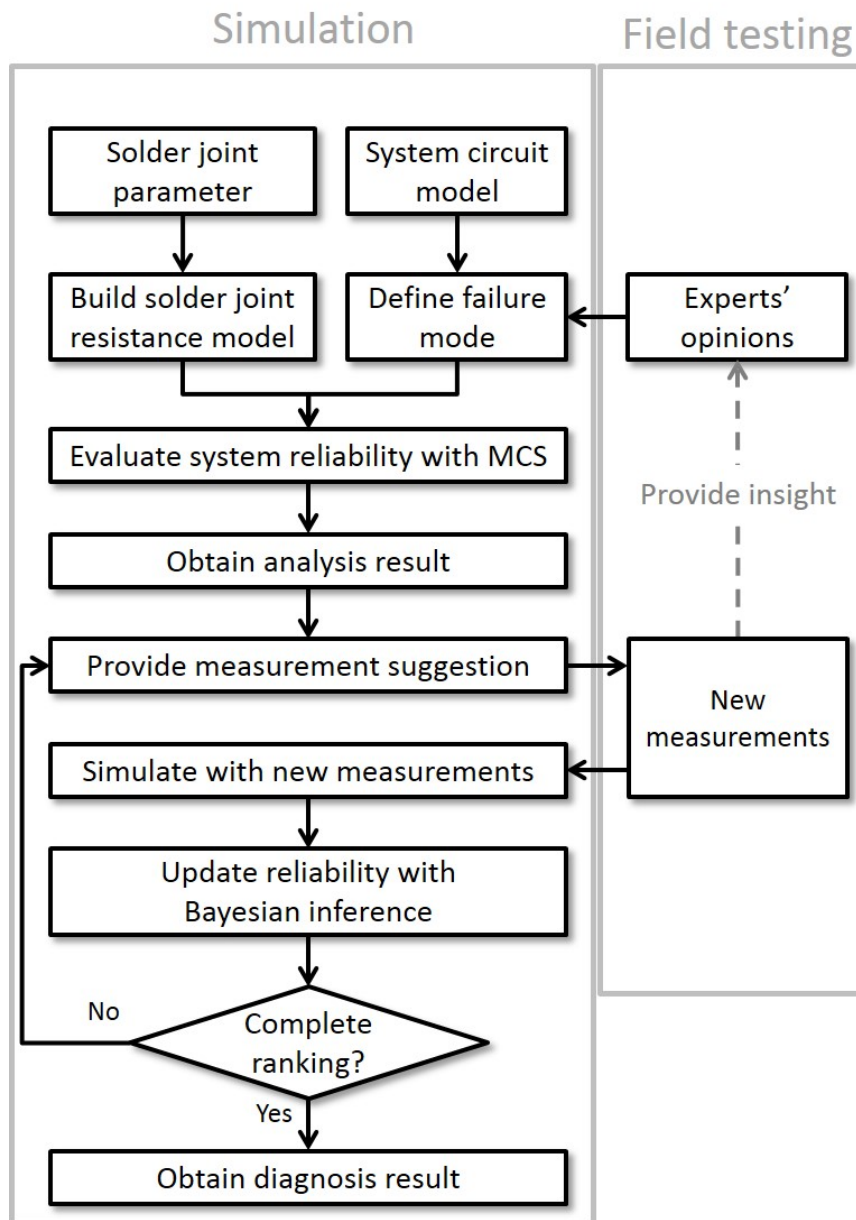 Simulation
Field testing
Solder joint
parameter
System circuit
model
Build solder joint
resistance model
Define failure
mode
Experts’
opinions
Evaluate system reliability with MCS
Provide insight
Obtain analysis result
Provide measurement suggestion
New
measurements
Simulate with new measurements
Update reliability with
Bayesian inference
No
Complete
ranking?
Yes
Obtain diagnosis result